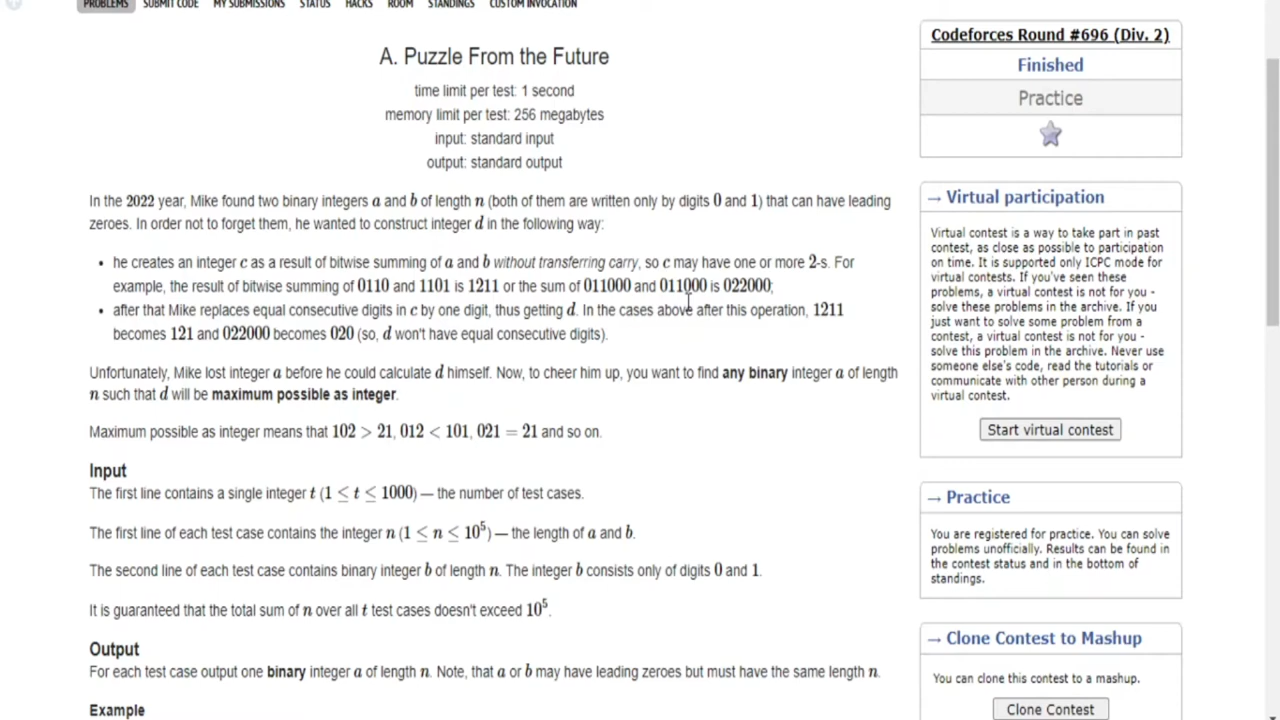 PROBLEMS SUBMIT CODE MY SUBMISSIONS STATUS HACKS ROOM STANDINGS CUSTOM INVOCATION
A. Puzzle From the Future
time limit per test: 1 second
memory limit per test: 256 megabytes
input: standard input
output: standard output
In the 2022 year, Mike found two binary integers a and b of length n (both of them are written only by digits 0 and 1) that can have leading
zeroes. In order not to forget them, he wanted to construct integer d in the following way:
• he creates an integer c as a result of bitwise summing of a and b without transferring carry, so c may have one or more 2-s. For
example, the result of bitwise summing of 0110 and 1101 is 1211 or the sum of 011000 and 011000 is 022000;
• after that Mike replaces equal consecutive digits in c by one digit, thus getting d. In the cases above after this operation, 1211
becomes 121 and 022000 becomes 020 (so, d won't have equal consecutive digits).
Unfortunately, Mike lost integer a before he could calculate d himself. Now, to cheer him up, you want to find any binary integer a of length
n such that d will be maximum possible as integer.
Maximum possible as integer means that 102 > 21, 012 < 101, 021 = 21 and so on.
Input
The first line contains a single integer t (1 ≤ t ≤ 1000) — the number of test cases.
The first line of each test case contains the integer n (1 ≤ n ≤ 10⁵) — the length of a and b.
The second line of each test case contains binary integer b of length n. The integer b consists only of digits 0 and 1.
It is guaranteed that the total sum of n over all t test cases doesn't exceed 10⁵.
Output
For each test case output one binary integer a of length n. Note, that a or b may have leading zeroes but must have the same length n.
Example
Codeforces Round #696 (Div. 2)
Finished
Practice
→ Virtual participation
Virtual contest is a way to take part in past
contest, as close as possible to participation
on time. It is supported only ICPC mode for
virtual contests. If you've seen these
problems, a virtual contest is not for you -
solve these problems in the archive. If you
just want to solve some problem from a
contest, a virtual contest is not for you -
solve this problem in the archive. Never use
someone else's code, read the tutorials or
communicate with other person during a
virtual contest.
Start virtual contest
→ Practice
You are registered for practice. You can solve
problems unofficially. Results can be found in
the contest status and in the bottom of
standings.
→ Clone Contest to Mashup
You can clone this contest to a mashup.
Clone Contest